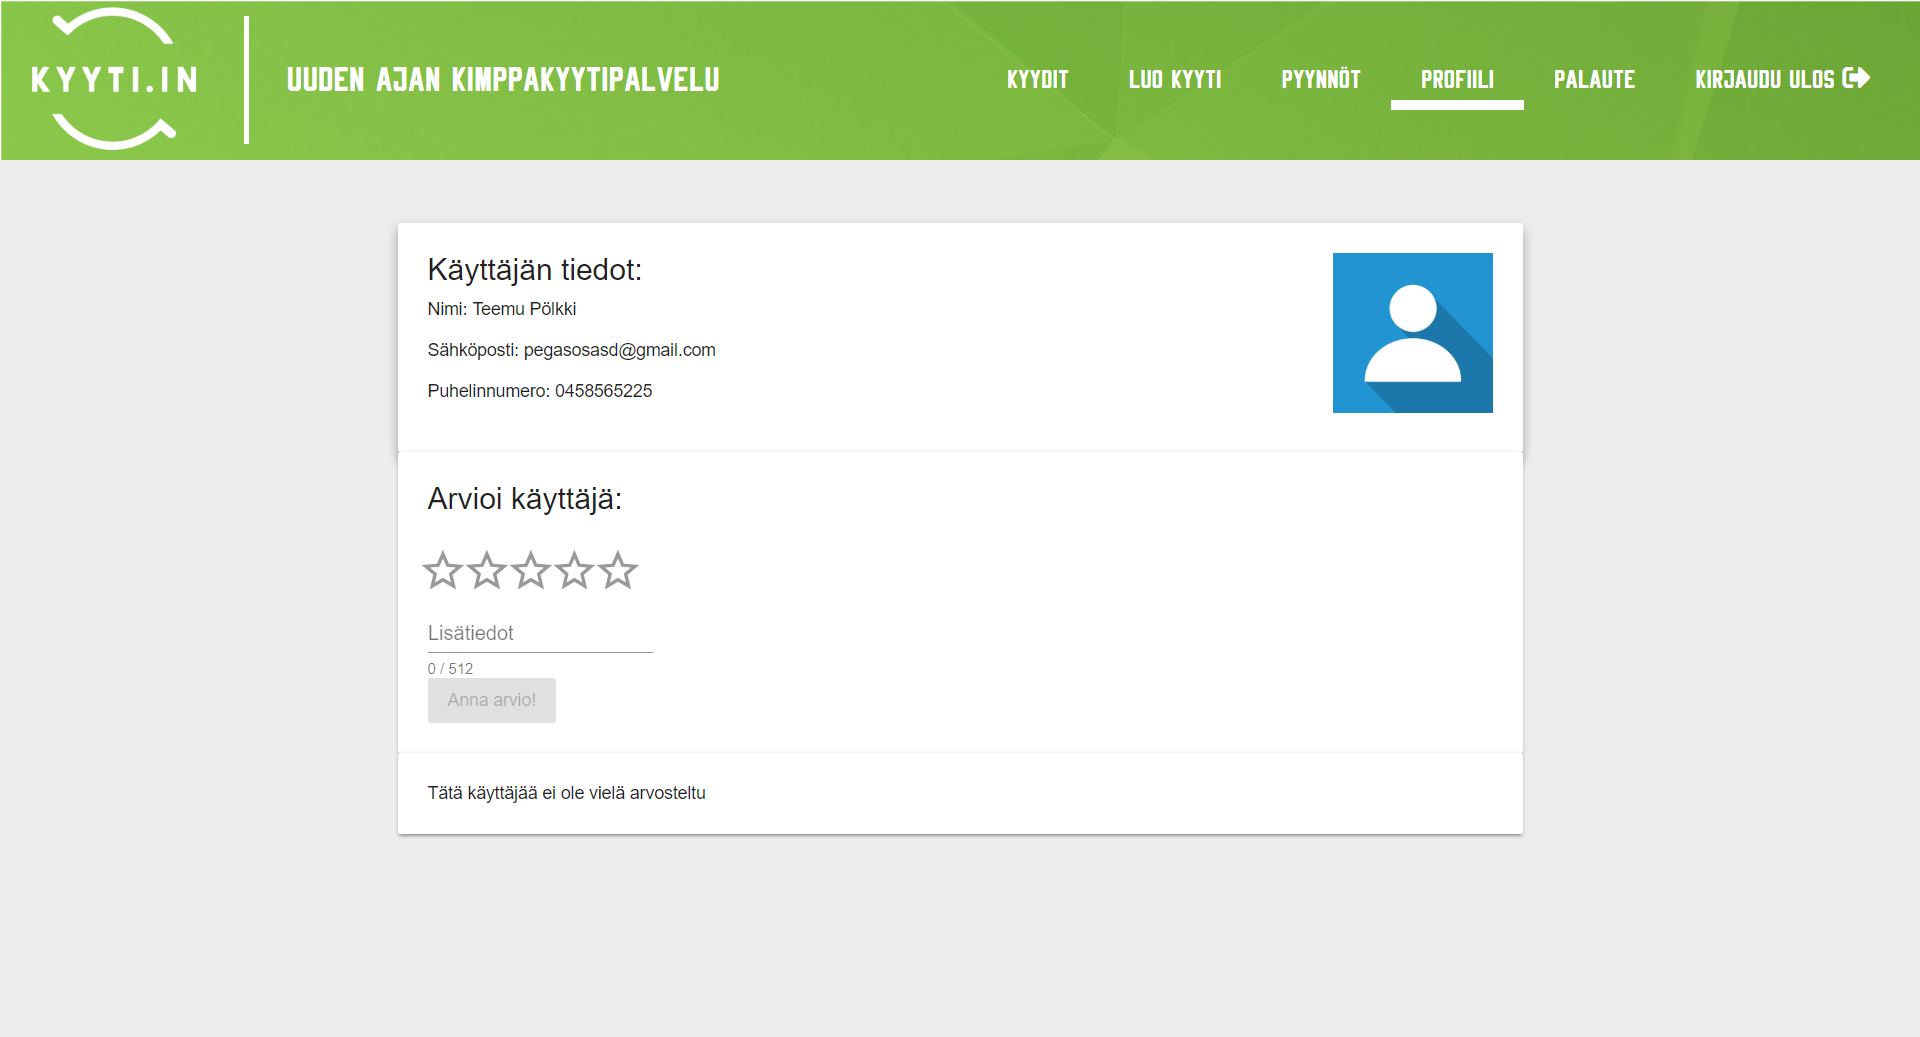 KYYTI.IN
UUDEN AJAN KIMPPAKYYTIPALVELU
KYYDIT LUO KYYTI PYYNNÖT PROFIILI PALAUTE KIRJAUDU ULOS
Käyttäjän tiedot:
Nimi: Teemu Pölkki
Sähköposti: pegasosasd@gmail.com
Puhelinnumero: 0458565225
Arvioi käyttäjä:
Lisätiedot
0 / 512
Anna arvio!
Tätä käyttäjää ei ole vielä arvosteltu